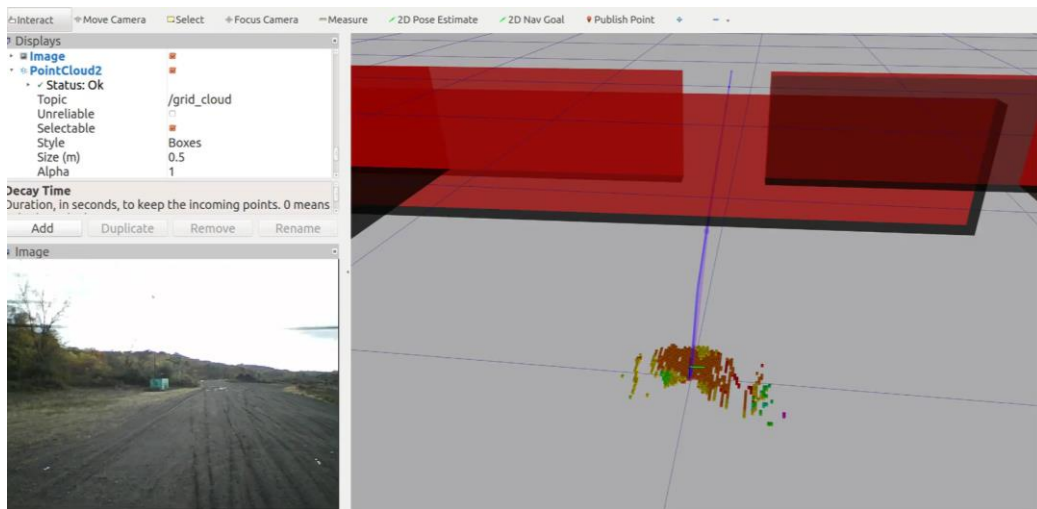 Interact Move Camera Select Focus Camera Measure 2D Pose Estimate 2D Nav Goal Publish Point
Displays
Image
PointCloud2
Status: Ok
Topic /grid_cloud
Unreliable
Selectable
Style Boxes
Size (m) 0.5
Alpha 1
Decay Time
Duration, in seconds, to keep the incoming points. 0 means
Add Duplicate Remove Rename
Image